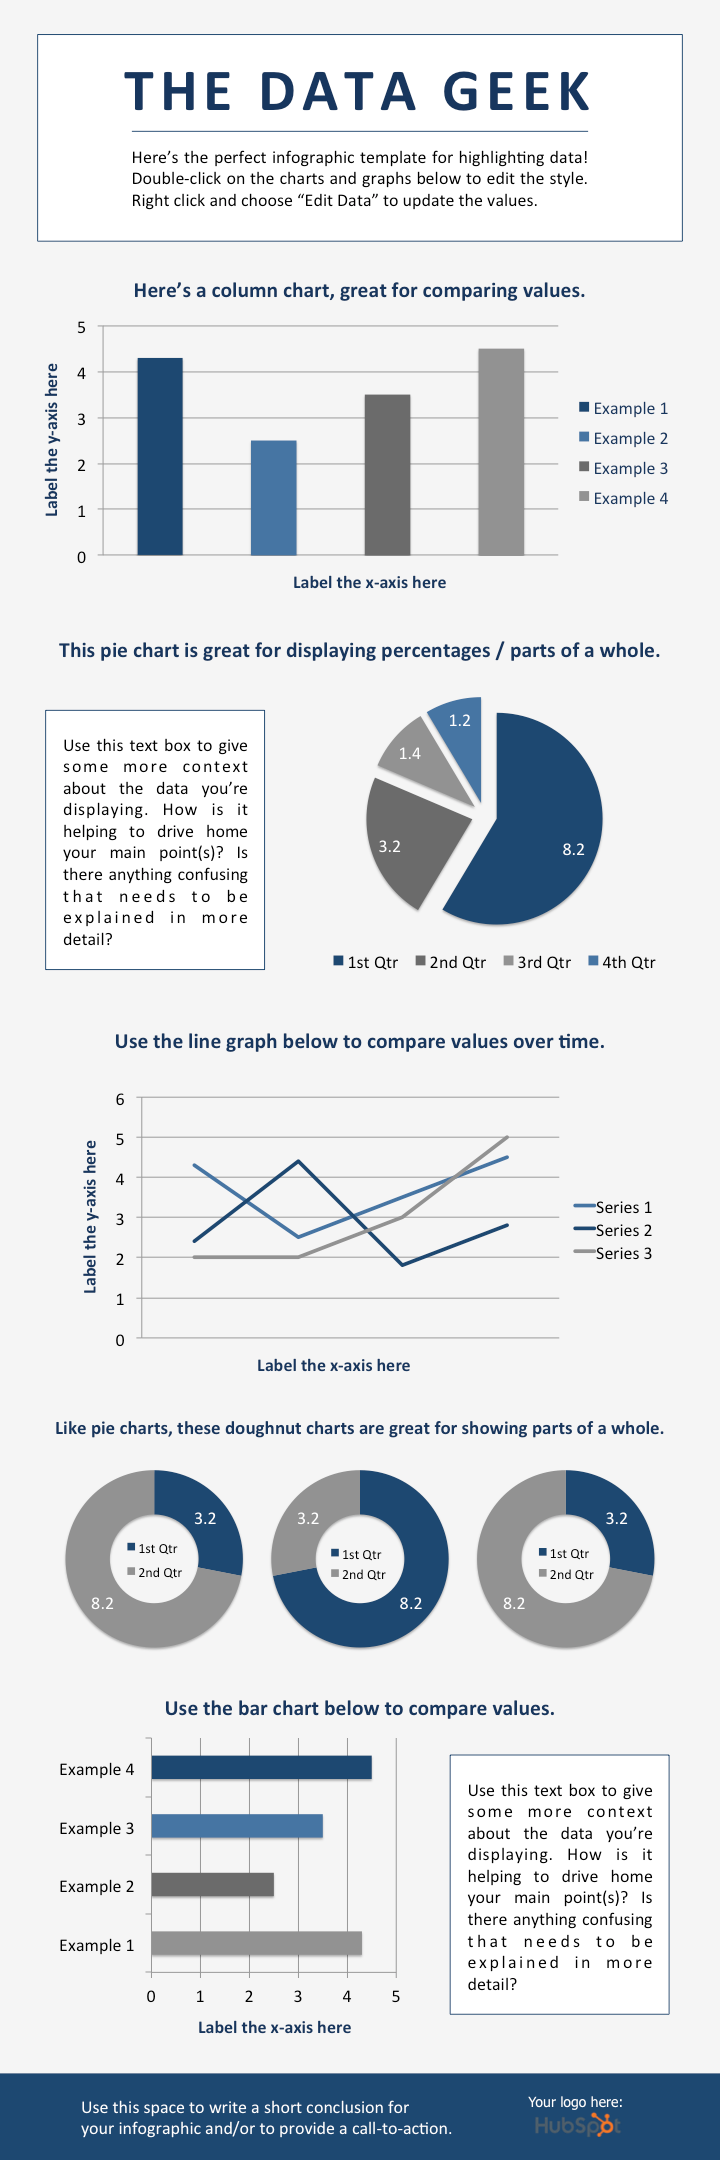 THE DATA GEEK
Here's the perfect infographic template for highlighting data!
Double-click on the charts and graphs below to edit the style.
Right click and choose “Edit Data” to update the values.
Here's a column chart, great for comparing values.
5
4
3
2
1
0
Label the y-axis here
Example 1
Example 2
Example 3
Example 4
Label the x-axis here
This pie chart is great for displaying percentages / parts of a whole.
Use this text box to give
some more context
about the data you're
displaying. How is it
helping to drive home
your main point(s)? Is
there anything confusing
that needs to be
explained in more
detail?
1.2
1.4
3.2
8.2
1st Qtr 2nd Qtr 3rd Qtr 4th Qtr
Use the line graph below to compare values over time.
6
5
4
3
2
1
0
Label the y-axis here
Series 1
Series 2
Series 3
Label the x-axis here
Like pie charts, these doughnut charts are great for showing parts of a whole.
3.2
1st Qtr
2nd Qtr
8.2
3.2
1st Qtr
2nd Qtr
8.2
3.2
1st Qtr
2nd Qtr
8.2
Use the bar chart below to compare values.
Example 4
Example 3
Example 2
Example 1
0 1 2 3 4 5
Label the x-axis here
Use this text box to give
some more context
about the data you're
displaying. How is it
helping to drive home
your main point(s)? Is
there anything confusing
that needs to be
explained in more
detail?
Use this space to write a short conclusion for
your infographic and/or to provide a call-to-action.
Your logo here:
HubSpot